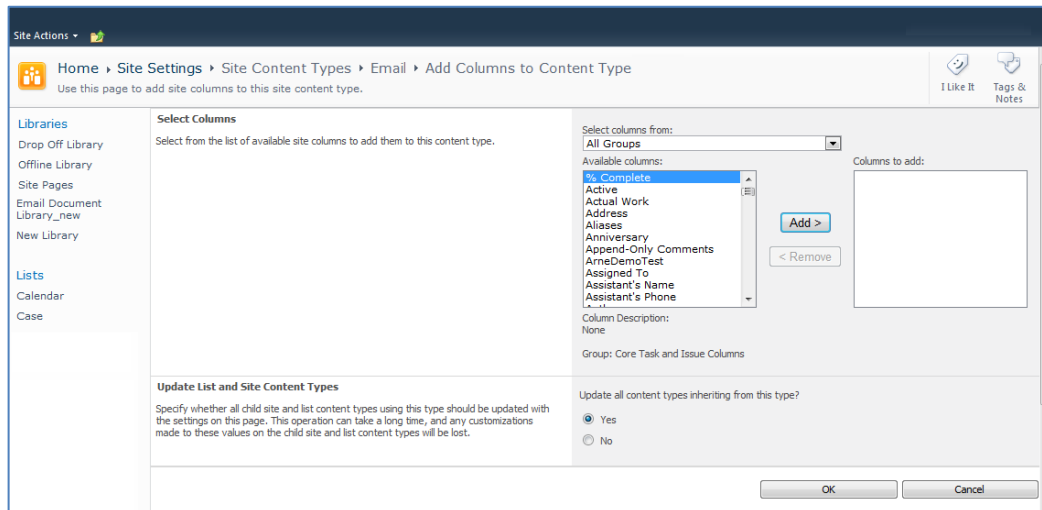 Site Actions
Home Site Settings Site Content Types Email Add Columns to Content Type
Use this page to add site columns to this site content type.
I Like It
Tags &
Notes
Libraries
Drop Off Library
Offline Library
Site Pages
Email Document
Library_new
New Library
Lists
Calendar
Case
Select Columns
Select from the list of available site columns to add them to this content type.
Select columns from:
All Groups
Available columns:
% Complete
Active
Actual Work
Address
Aliases
Anniversary
Append-Only Comments
ArneDemoTest
Assigned To
Assistant's Name
Assistant's Phone
Add >
< Remove
Columns to add:
Column Description:
None
Group: Core Task and Issue Columns
Update List and Site Content Types
Specify whether all child site and list content types using this type should be updated with
the settings on this page. This operation can take a long time, and any customizations
made to these values on the child site and list content types will be lost.
Update all content types inheriting from this type?
Yes
No
OK
Cancel